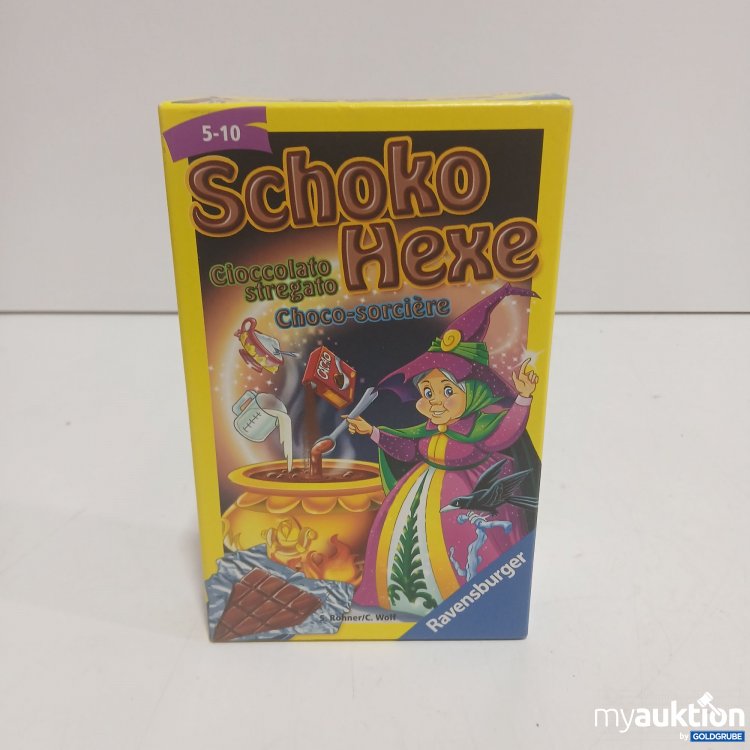 5-10
Schoko
Hexe
Cioccolato
stregato
Choco-sorcière
CACAO
S. Rohner/C. Wolf
Ravensburger
myauktion
by GOLDGRUBE